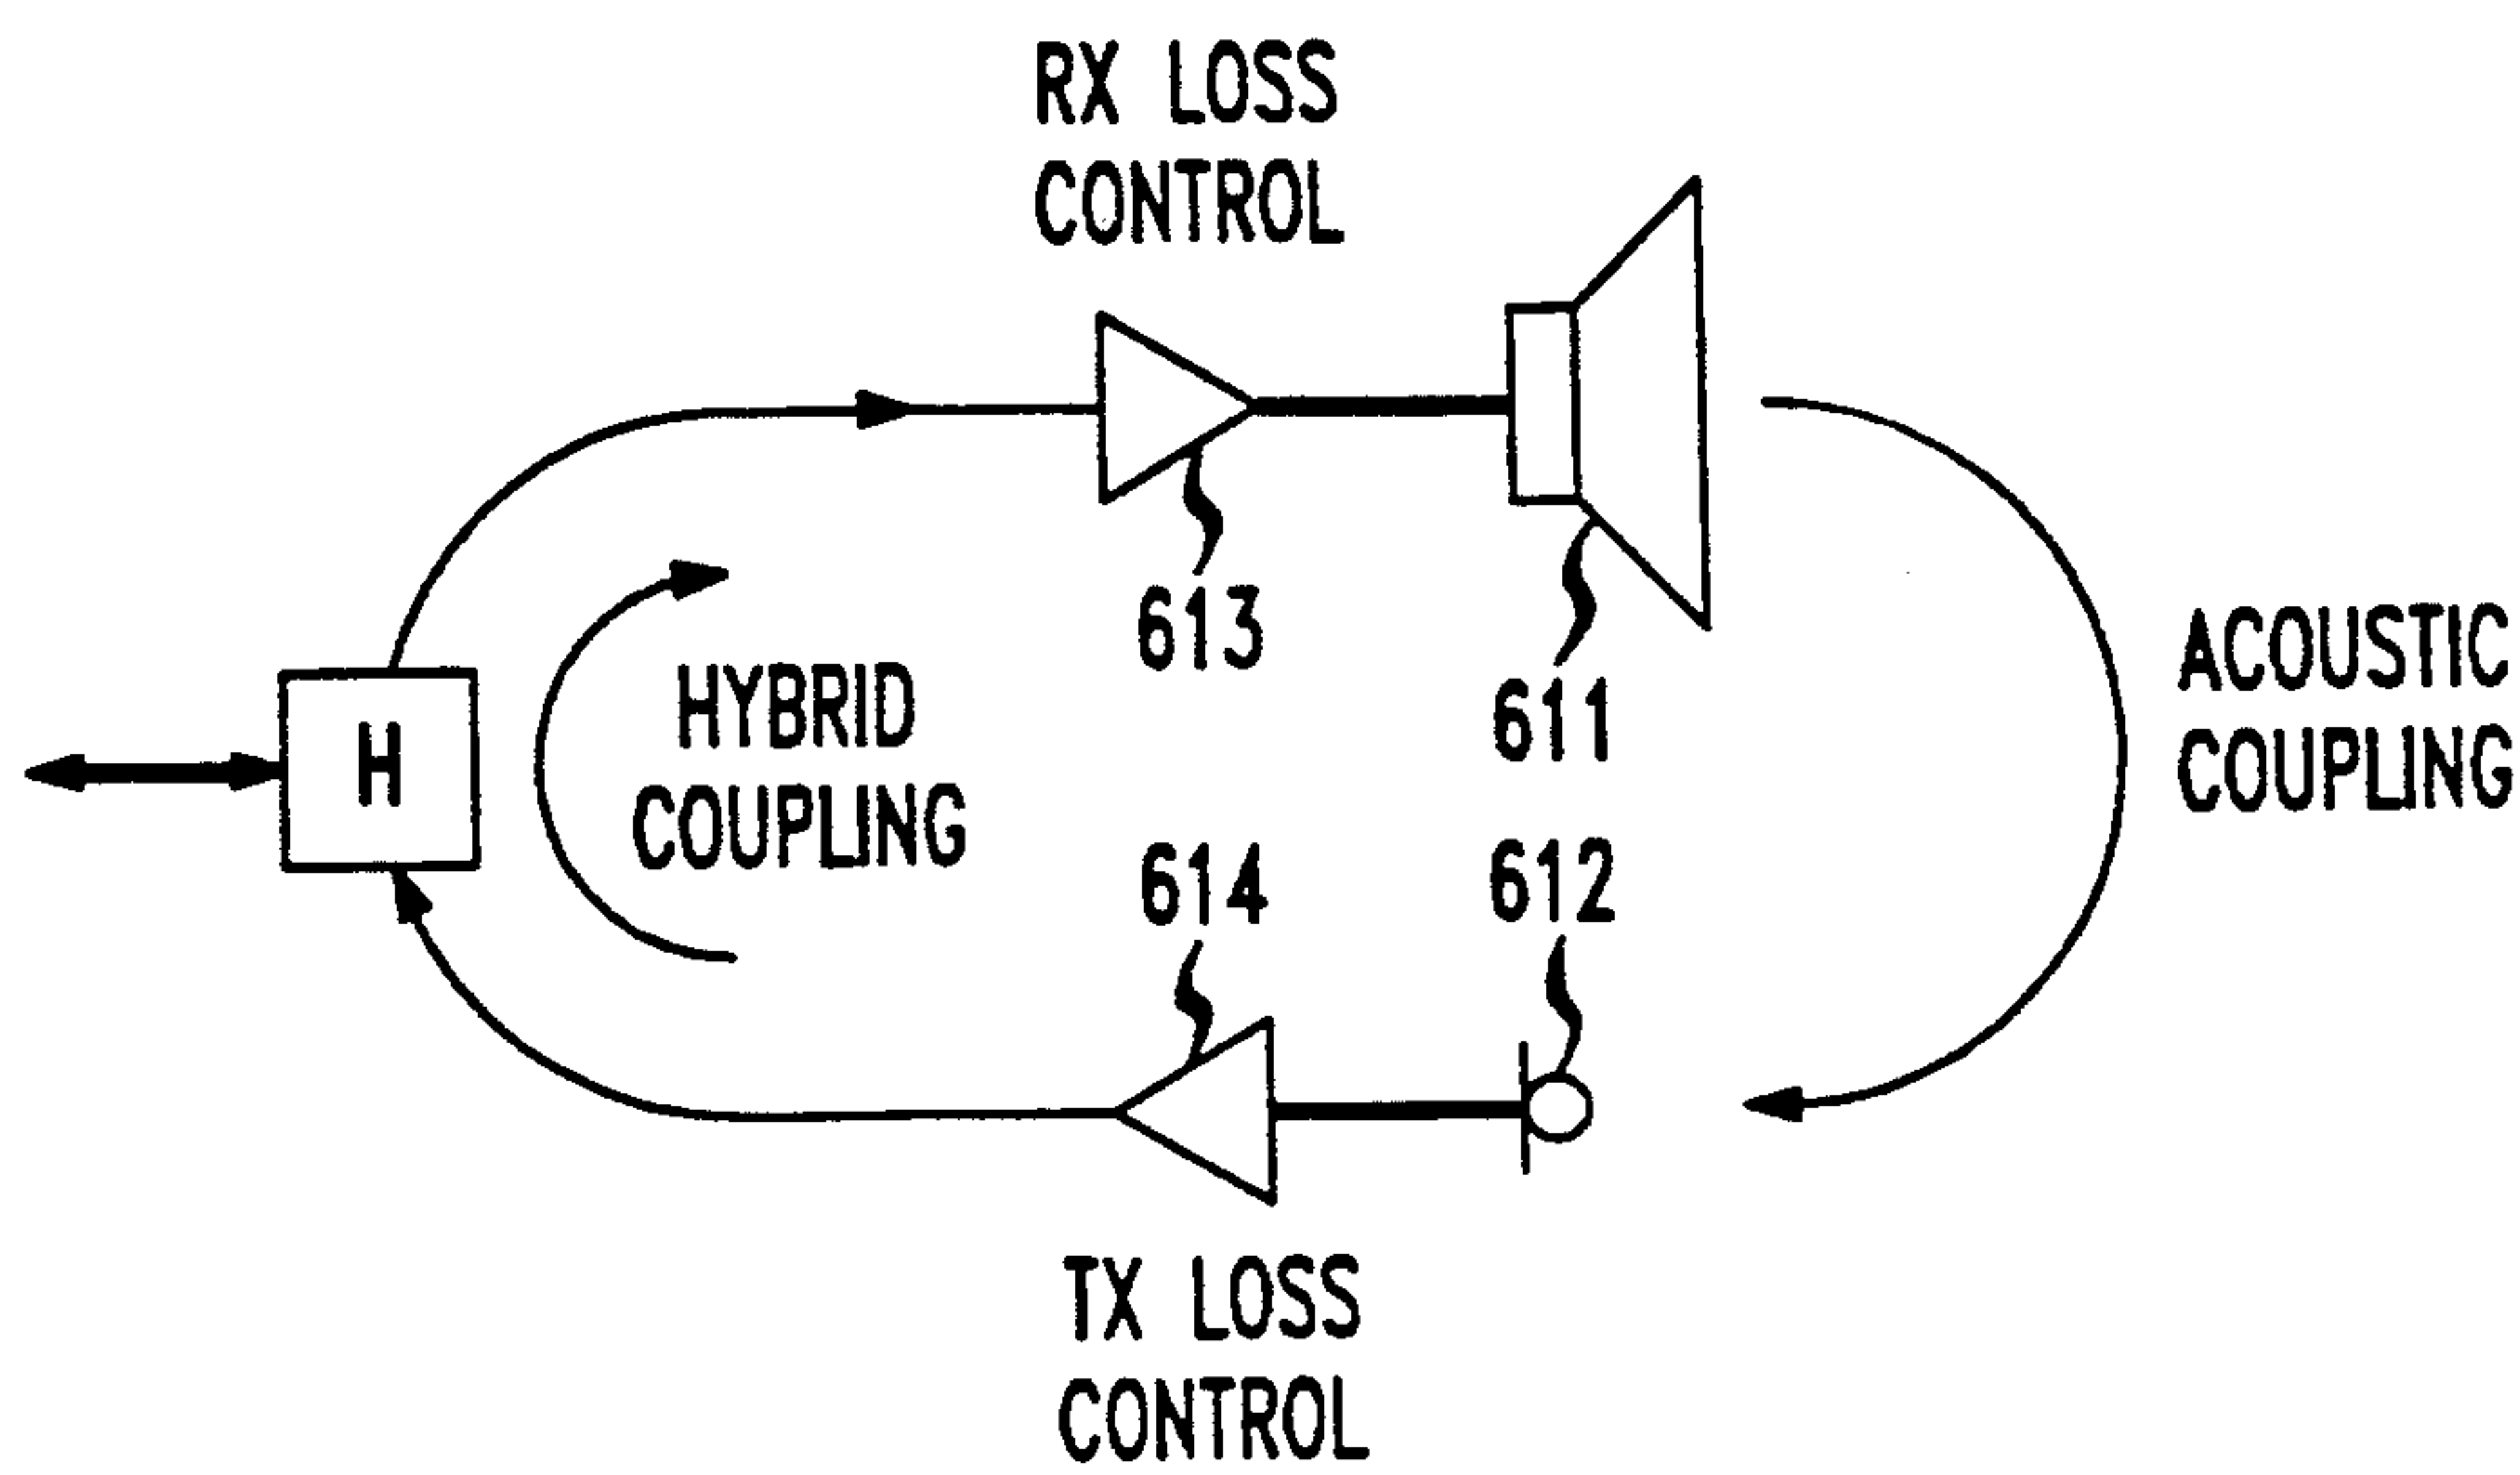 RX LOSS
CONTROL
613
611
HYBRID
COUPLING
H
ACOUSTIC
COUPLING
614
612
TX LOSS
CONTROL